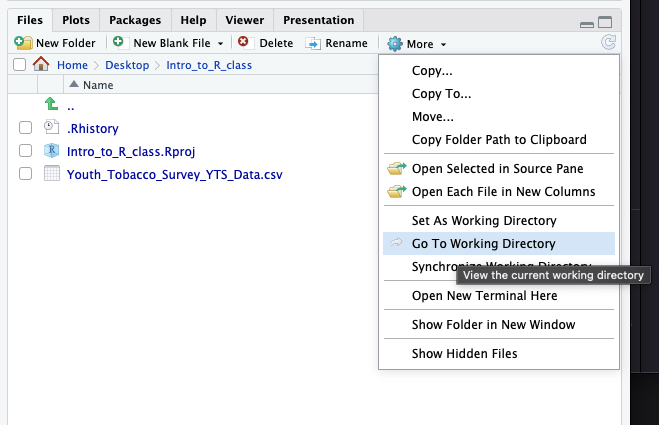 Files Plots Packages Help Viewer Presentation
New Folder New Blank File Delete Rename More
Home Desktop Intro_to_R_class
Name
..
.Rhistory
Intro_to_R_class.Rproj
Youth_Tobacco_Survey_YTS_Data.csv
Copy...
Copy To...
Move...
Copy Folder Path to Clipboard
Open Selected in Source Pane
Open Each File in New Columns
Set As Working Directory
Go To Working Directory
Synchronize Working Directory
View the current working directory
Open New Terminal Here
Show Folder in New Window
Show Hidden Files